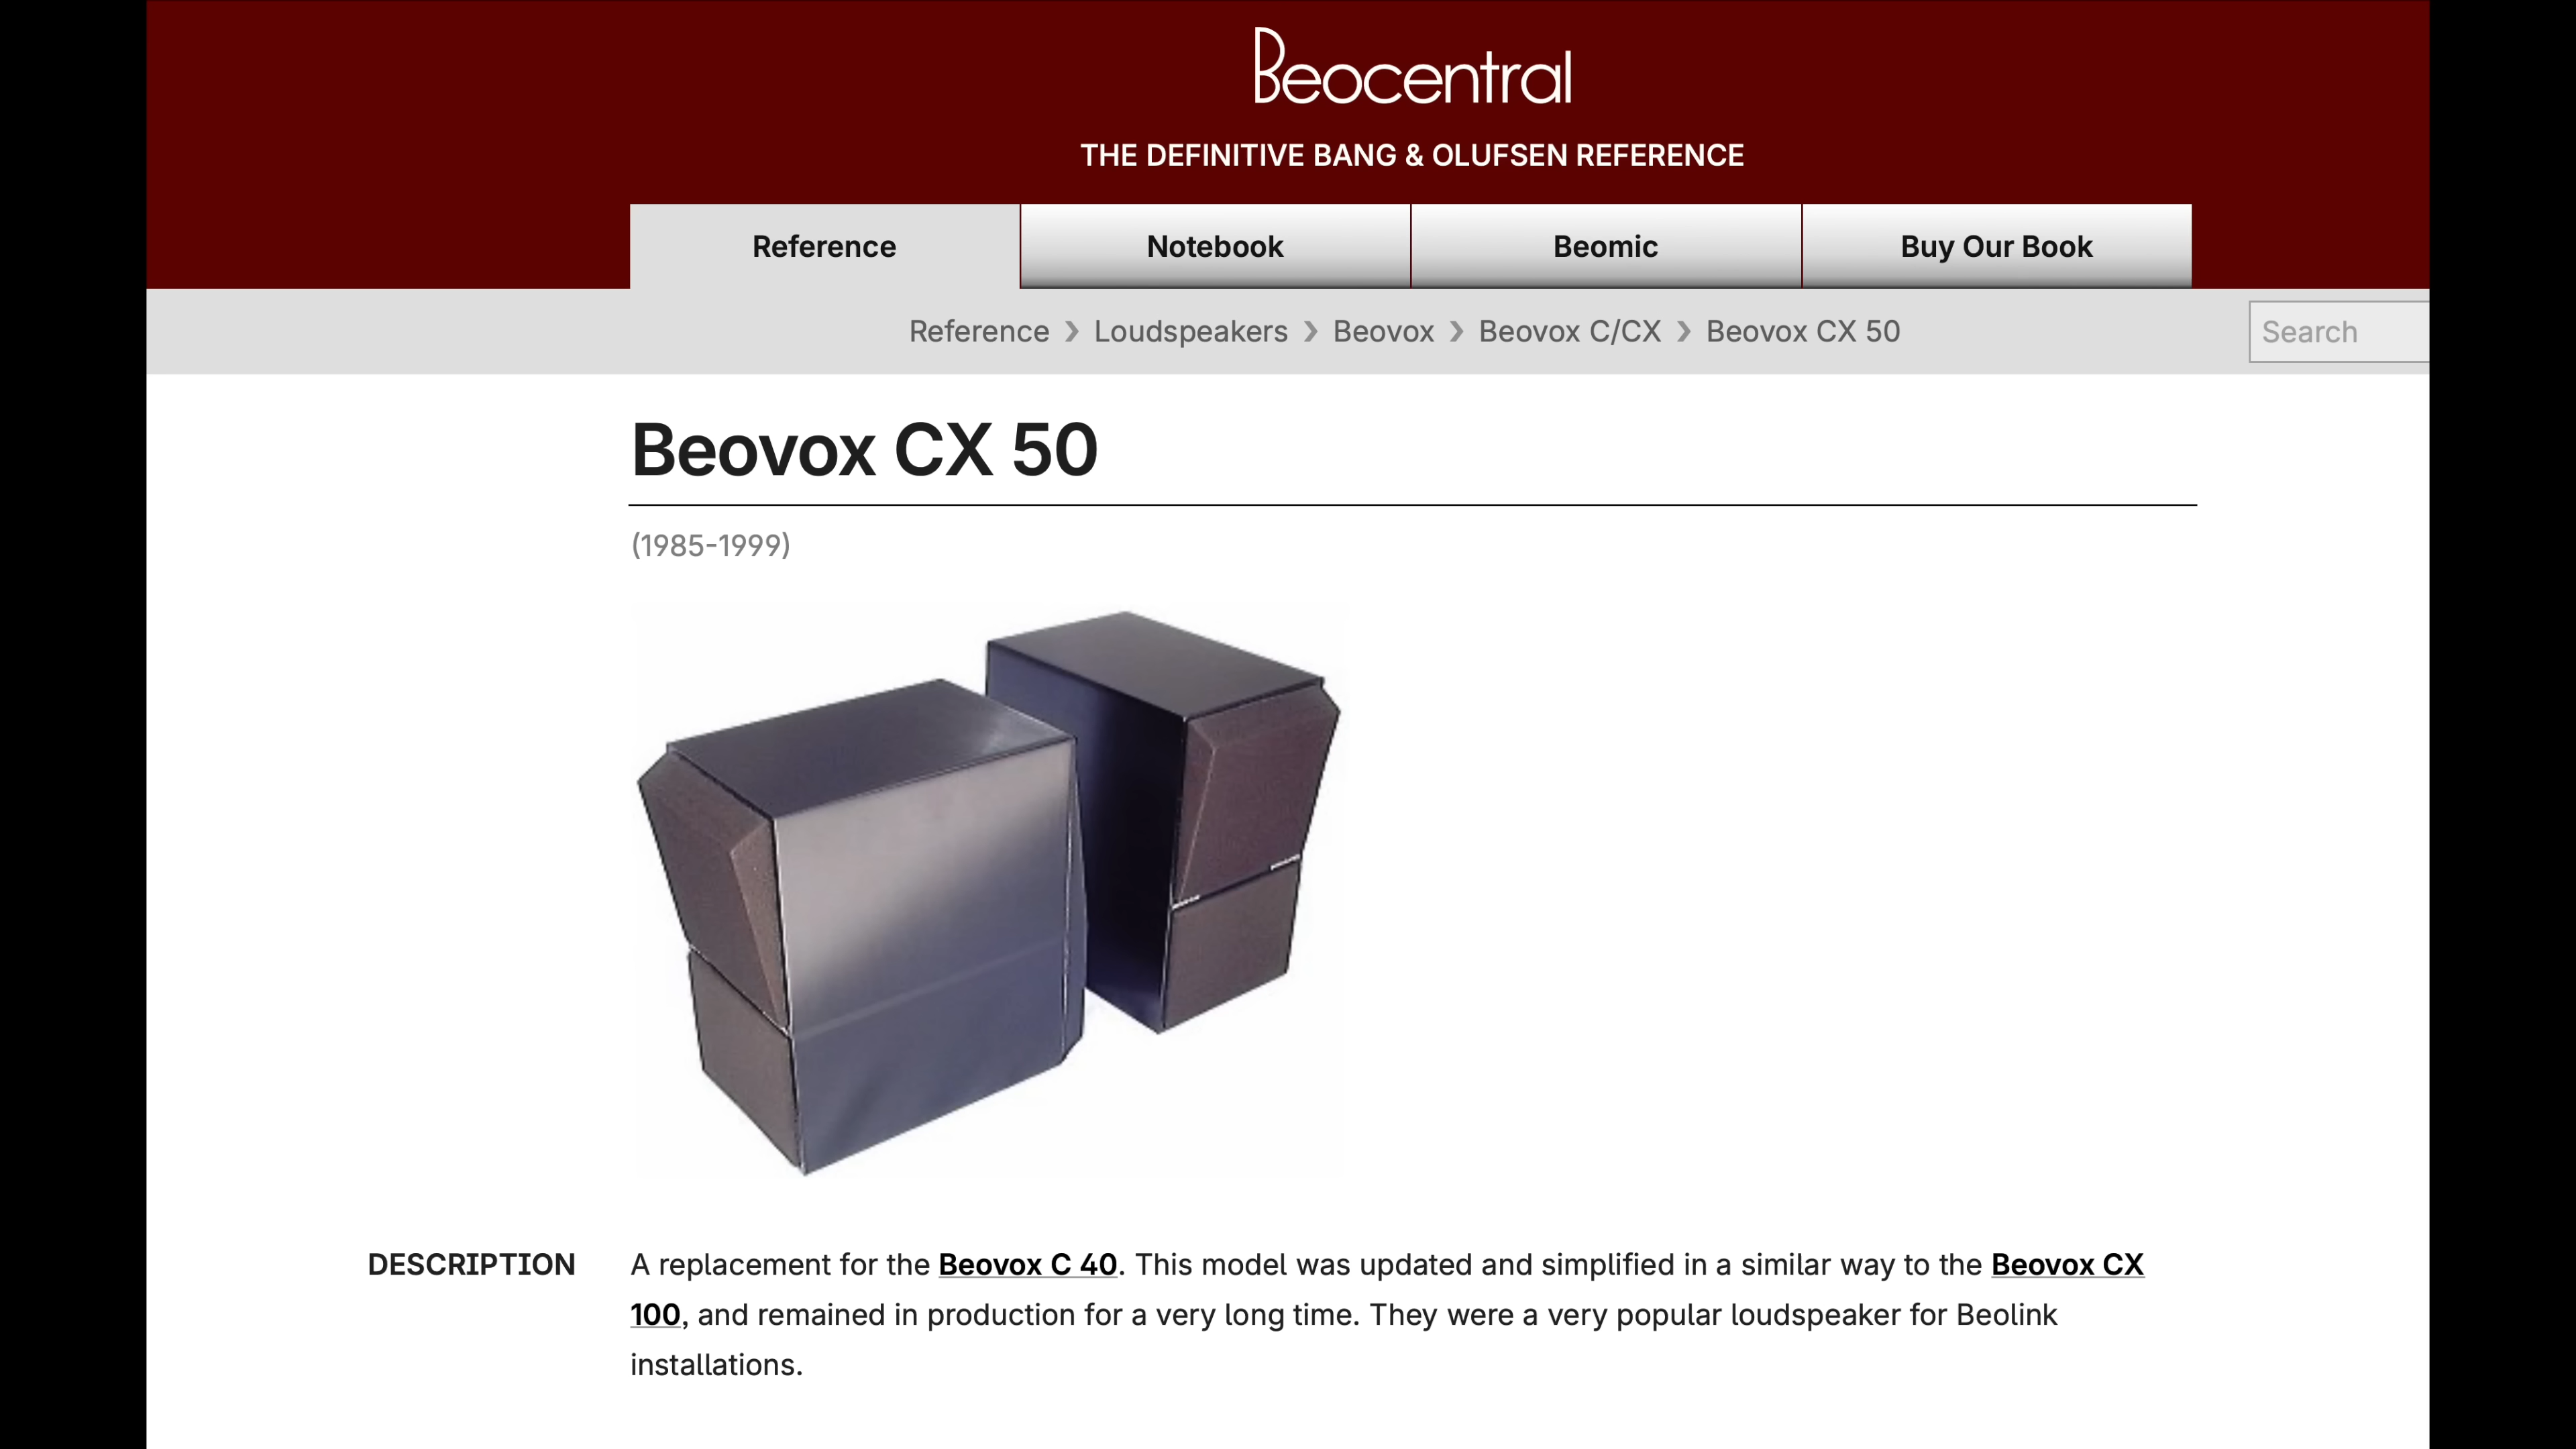 Beocentral
THE DEFINITIVE BANG & OLUFSEN REFERENCE
Reference
Notebook
Beomic
Buy Our Book
Reference ❯ Loudspeakers ❯ Beovox ❯ Beovox C/CX ❯ Beovox CX 50
Search
Beovox CX 50
(1985-1999)
DESCRIPTION
A replacement for the Beovox C 40. This model was updated and simplified in a similar way to the Beovox CX
100, and remained in production for a very long time. They were a very popular loudspeaker for Beolink
installations.